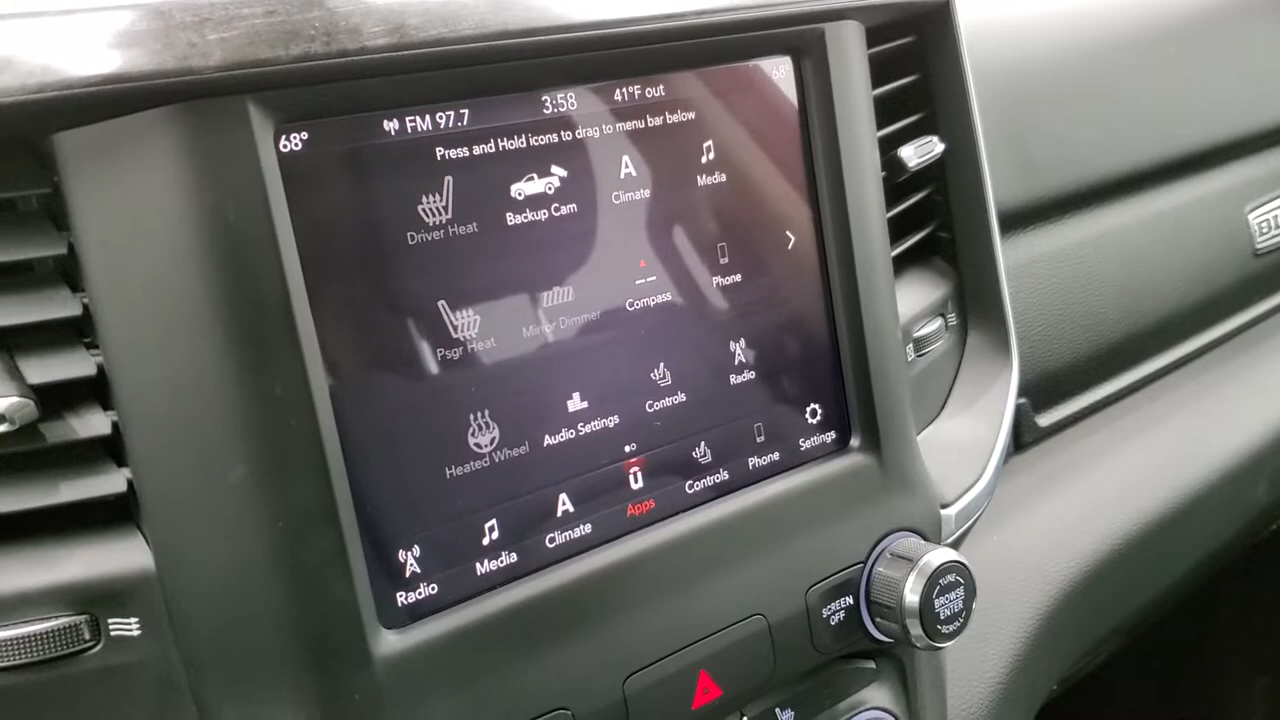 68° FM 97.7 3:58 41°F out 68°
Press and Hold icons to drag to menu bar below
Driver Heat Backup Cam Climate Media
Psgr Heat Mirror Dimmer Compass Phone
Heated Wheel Audio Settings Controls Radio
Radio Media Climate Apps Controls Phone Settings
SCREEN
OFF
TUNE
BROWSE
ENTER
SCROLL